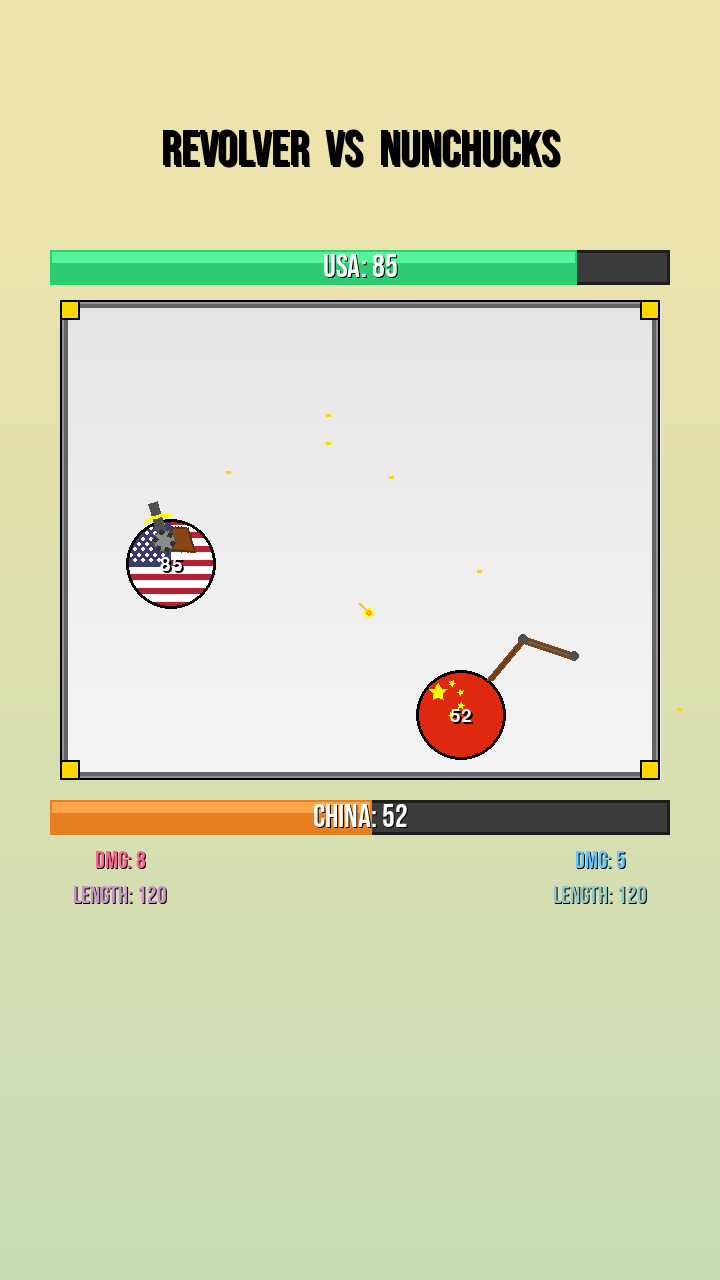 REVOLVER VS NUNCHUCKS
USA: 85
85
52
CHINA: 52
DMG: 8
DMG: 5
LENGTH: 120
LENGTH: 120